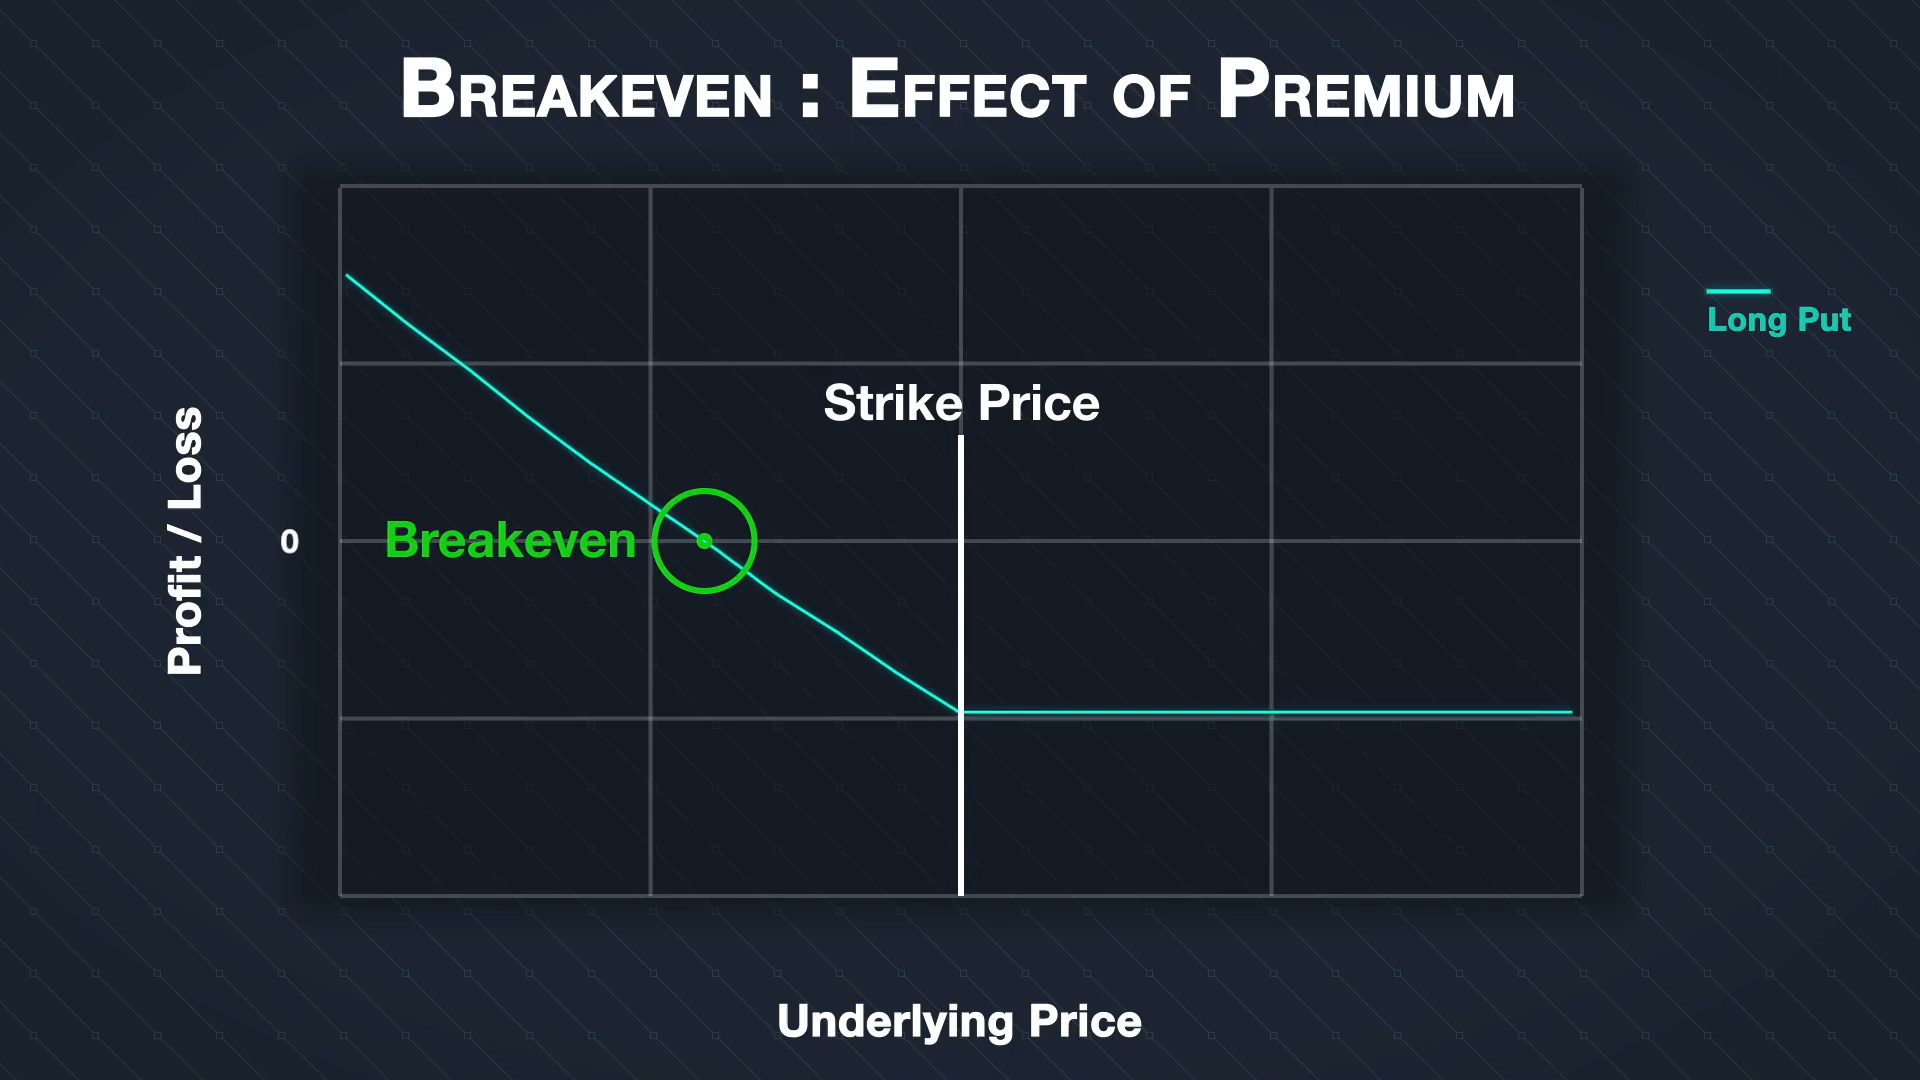 Breakeven : Effect of Premium
Long Put
Strike Price
Profit / Loss
0
Breakeven
Underlying Price